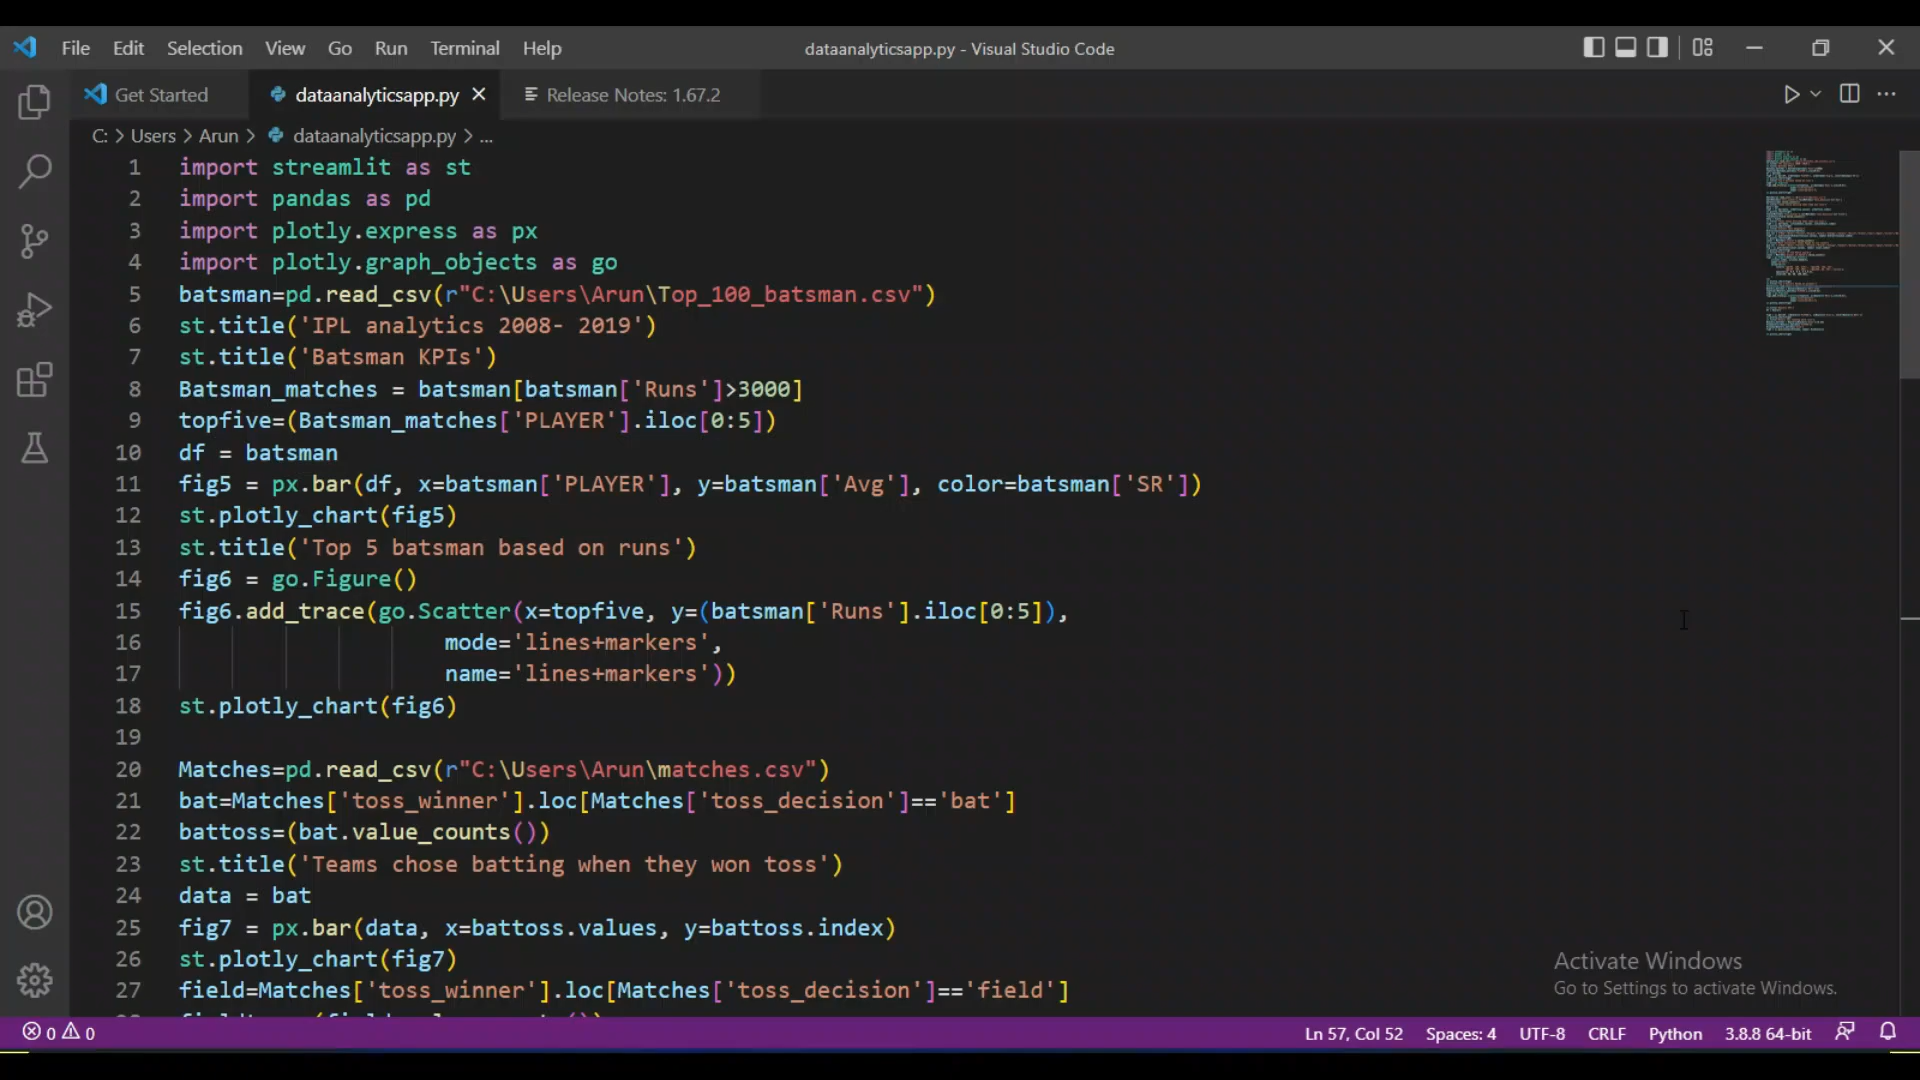 File Edit Selection View Go Run Terminal Help dataanalyticsapp.py - Visual Studio Code
Get Started dataanalyticsapp.py Release Notes: 1.67.2
C: > Users > Arun > dataanalyticsapp.py > ...
1 import streamlit as st
2 import pandas as pd
3 import plotly.express as px
4 import plotly.graph_objects as go
5 batsman=pd.read_csv(r"C:\Users\Arun\Top_100_batsman.csv")
6 st.title('IPL analytics 2008- 2019')
7 st.title('Batsman KPIs')
8 Batsman_matches = batsman[batsman['Runs']>3000]
9 topfive=(Batsman_matches['PLAYER'].iloc[0:5])
10 df = batsman
11 fig5 = px.bar(df, x=batsman['PLAYER'], y=batsman['Avg'], color=batsman['SR'])
12 st.plotly_chart(fig5)
13 st.title('Top 5 batsman based on runs')
14 fig6 = go.Figure()
15 fig6.add_trace(go.Scatter(x=topfive, y=(batsman['Runs'].iloc[0:5]),
16 mode='lines+markers',
17 name='lines+markers'))
18 st.plotly_chart(fig6)
19
20 Matches=pd.read_csv(r"C:\Users\Arun\matches.csv")
21 bat=Matches['toss_winner'].loc[Matches['toss_decision']=='bat']
22 battoss=(bat.value_counts())
23 st.title('Teams chose batting when they won toss')
24 data = bat
25 fig7 = px.bar(data, x=battoss.values, y=battoss.index)
26 st.plotly_chart(fig7)
27 field=Matches['toss_winner'].loc[Matches['toss_decision']=='field']
Activate Windows
Go to Settings to activate Windows.
0 0 Ln 57, Col 52 Spaces: 4 UTF-8 CRLF Python 3.8.8 64-bit